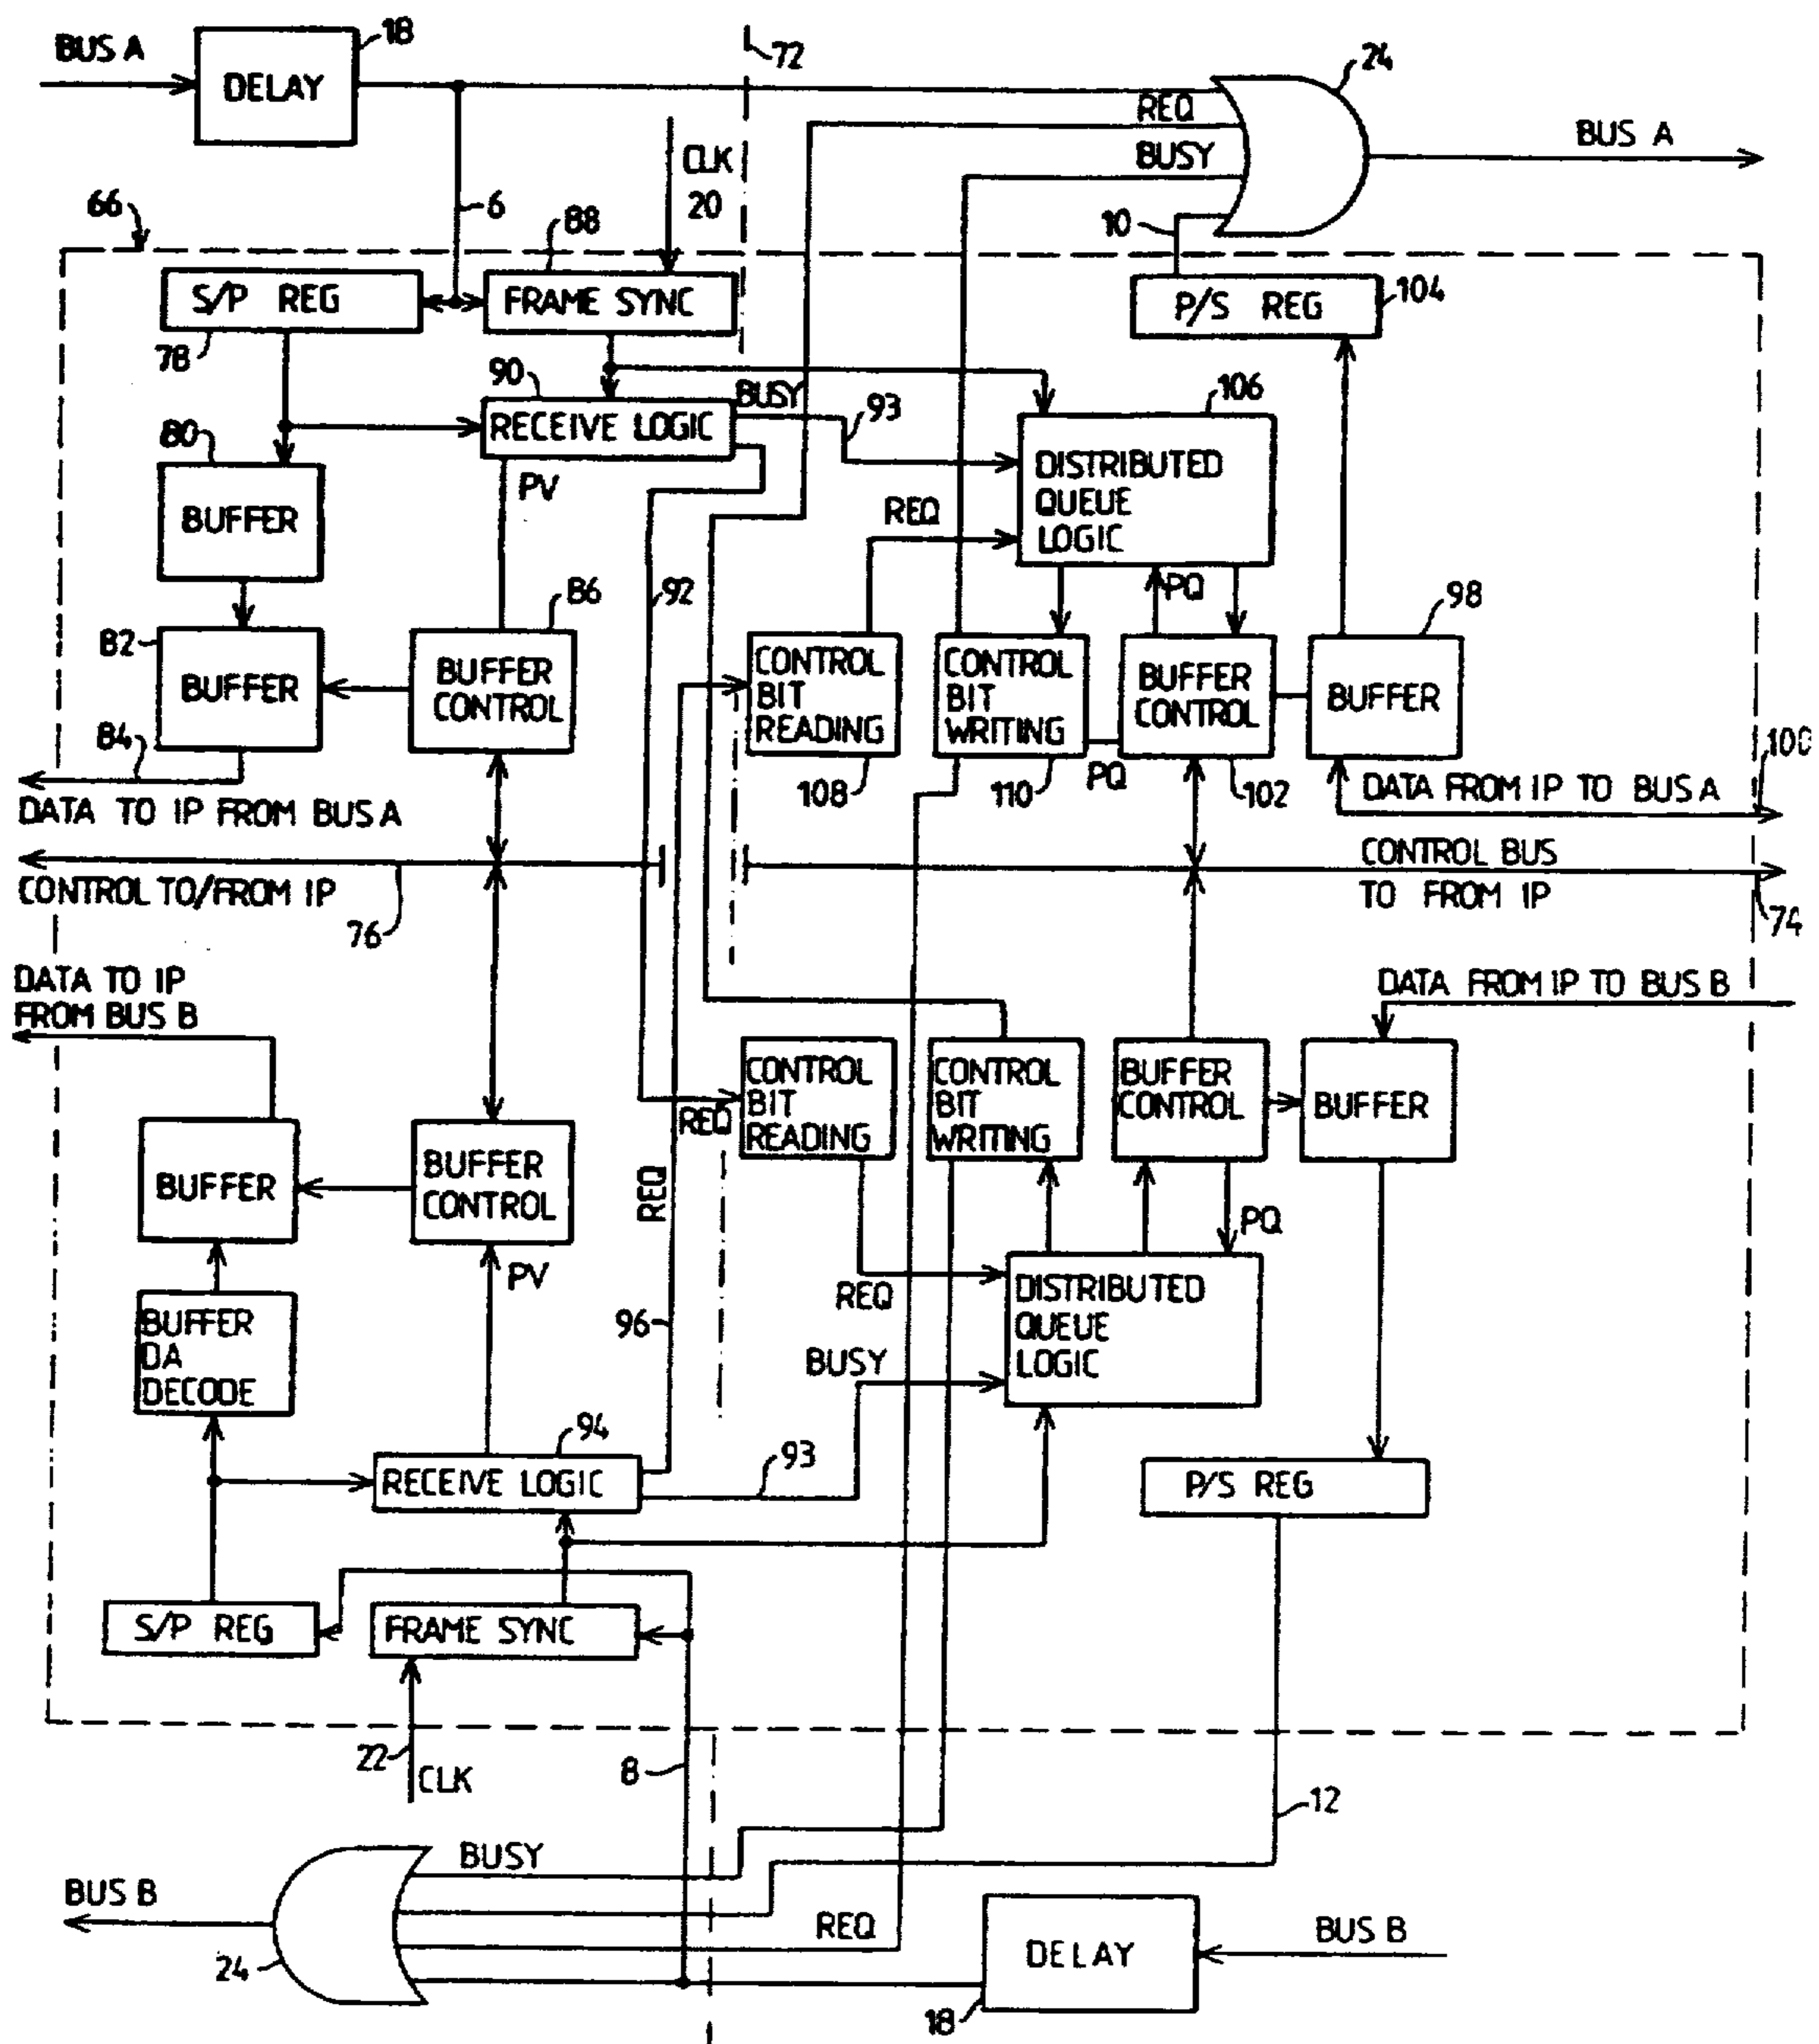 BUS A
18
DELAY
72
24
REQ
BUSY
BUS A
CLK
20
6
66
88
10
S/P REG
FRAME SYNC
P/S REG
104
78
90
BUSY
106
93
RECEIVE LOGIC
80
PV
DISTRIBUTED
QUEUE
LOGIC
BUFFER
REQ
92
PQ
86
98
82
BUFFER
BUFFER
CONTROL
CONTROL
BIT
READING
CONTROL
BIT
WRITING
BUFFER
CONTROL
BUFFER
84
108
110
PQ
102
100
DATA TO IP FROM BUS A
DATA FROM IP TO BUS A
CONTROL TO/FROM IP
CONTROL BUS
TO FROM IP
76
74
DATA TO IP
FROM BUS B
DATA FROM IP TO BUS B
CONTROL
BIT
READING
CONTROL
BIT
WRITING
BUFFER
CONTROL
BUFFER
REQ
REQ
BUFFER
BUFFER
CONTROL
PQ
PV
REQ
DISTRIBUTED
QUEUE
LOGIC
BUFFER
DA
DECODE
96
BUSY
94
93
RECEIVE LOGIC
P/S REG
S/P REG
FRAME SYNC
22
CLK
8
12
BUSY
BUS B
REQ
24
DELAY
BUS B
18